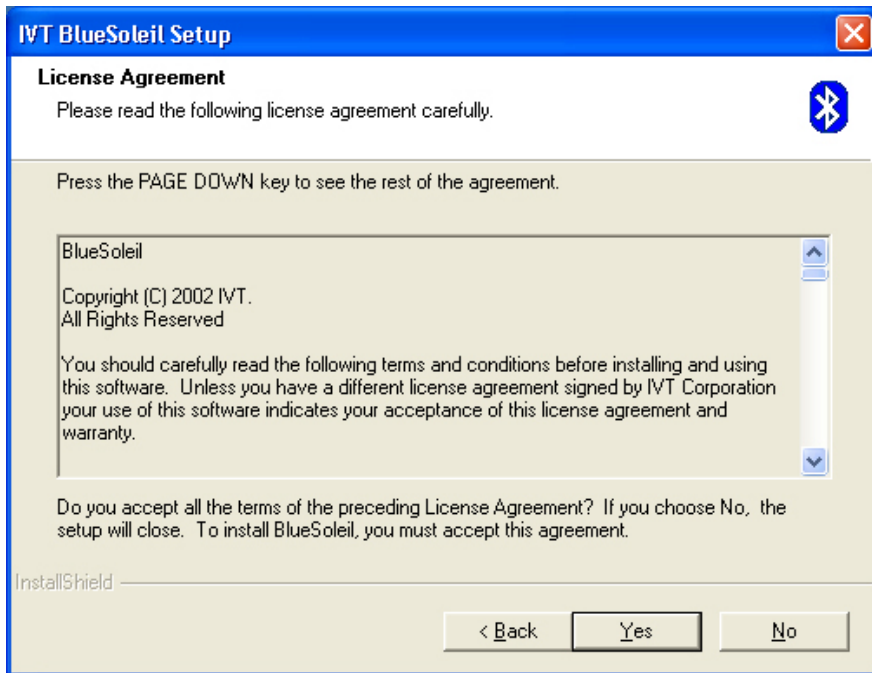 IVT BlueSoleil Setup
License Agreement
Please read the following license agreement carefully.
Press the PAGE DOWN key to see the rest of the agreement.
BlueSoleil
Copyright (C) 2002 IVT.
All Rights Reserved
You should carefully read the following terms and conditions before installing and using
this software.  Unless you have a different license agreement signed by IVT Corporation
your use of this software indicates your acceptance of this license agreement and
warranty.
Do you accept all the terms of the preceding License Agreement?  If you choose No,  the
setup will close.  To install BlueSoleil, you must accept this agreement.
InstallShield
< Back Yes No